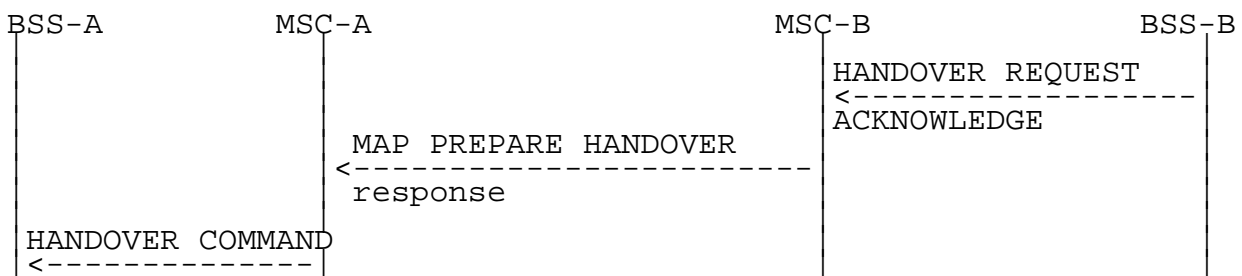 BSS-A MSC-A MSC-B BSS-B
HANDOVER REQUEST
ACKNOWLEDGE
MAP PREPARE HANDOVER
response
HANDOVER COMMAND